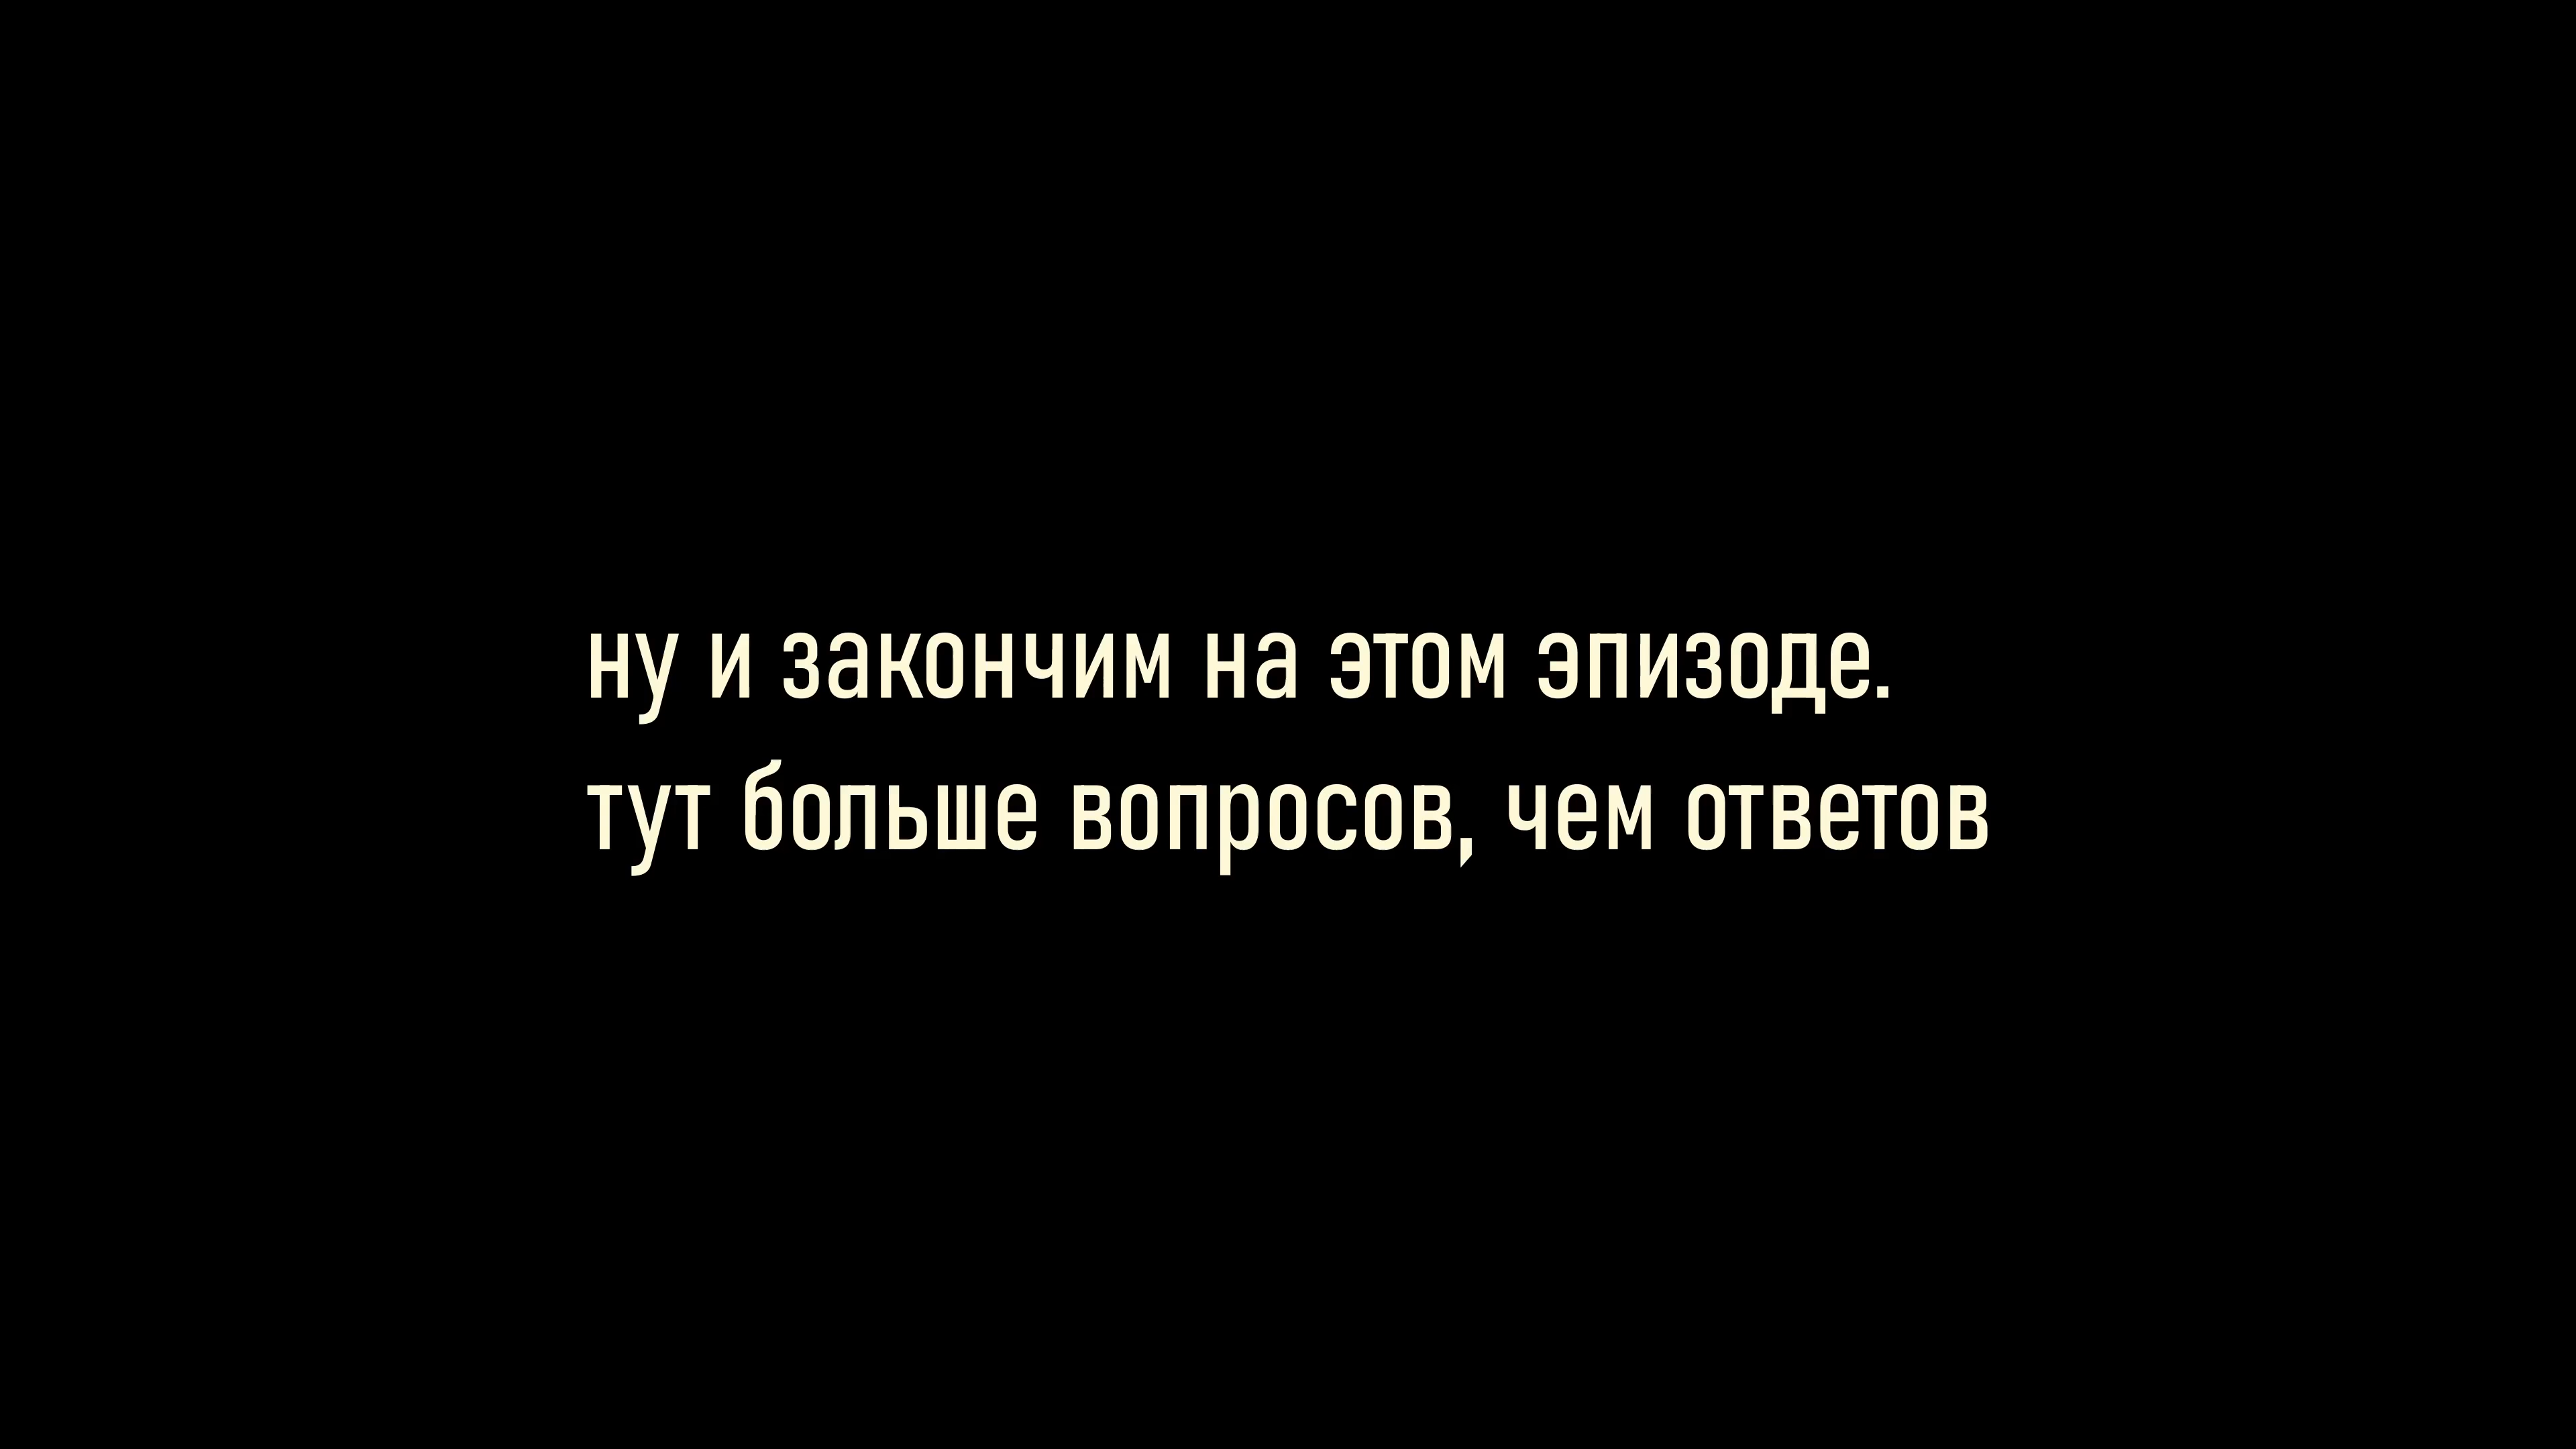 ну и закончим на этом эпизоде.
тут больше вопросов, чем ответов